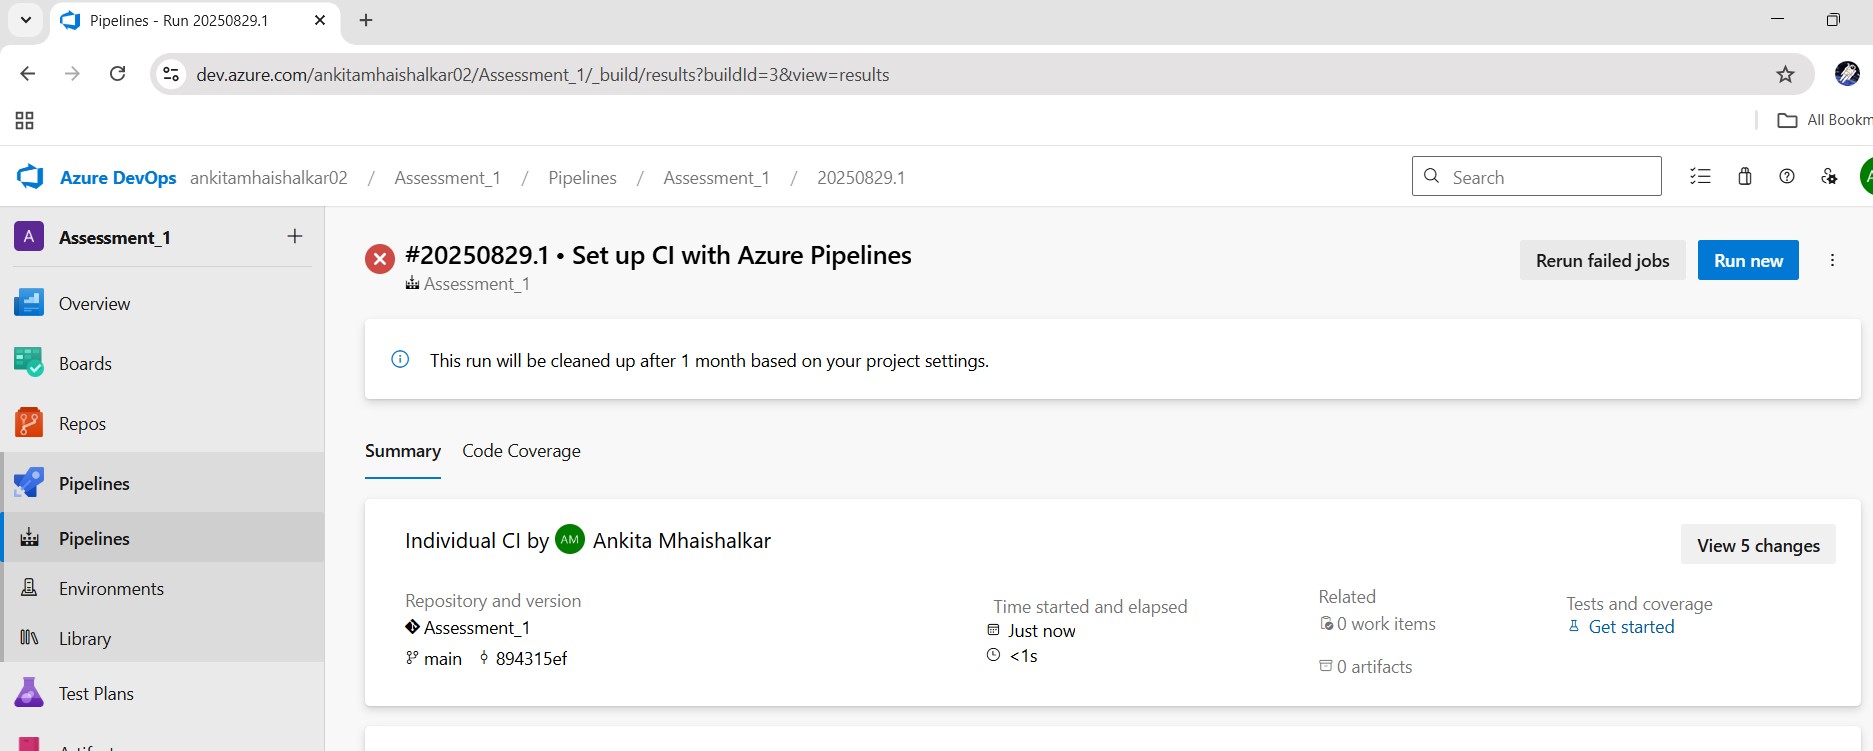 Pipelines - Run 20250829.1
dev.azure.com/ankitamhaishalkar02/Assessment_1/_build/results?buildId=3&view=results
All Bookm
Azure DevOps ankitamhaishalkar02 / Assessment_1 / Pipelines / Assessment_1 / 20250829.1
Search
A
A Assessment_1
Overview
Boards
Repos
Pipelines
Pipelines
Environments
Library
Test Plans
#20250829.1 • Set up CI with Azure Pipelines
Assessment_1
Rerun failed jobs
Run new
This run will be cleaned up after 1 month based on your project settings.
Summary Code Coverage
Individual CI by AM Ankita Mhaishalkar
View 5 changes
Repository and version
Assessment_1
main 894315ef
Time started and elapsed
Just now
<1s
Related
0 work items
0 artifacts
Tests and coverage
Get started